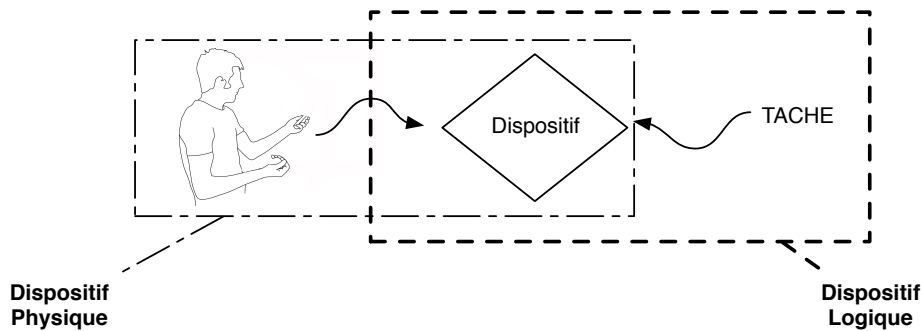 Dispositif
TACHE
Dispositif
Physique
Dispositif
Logique